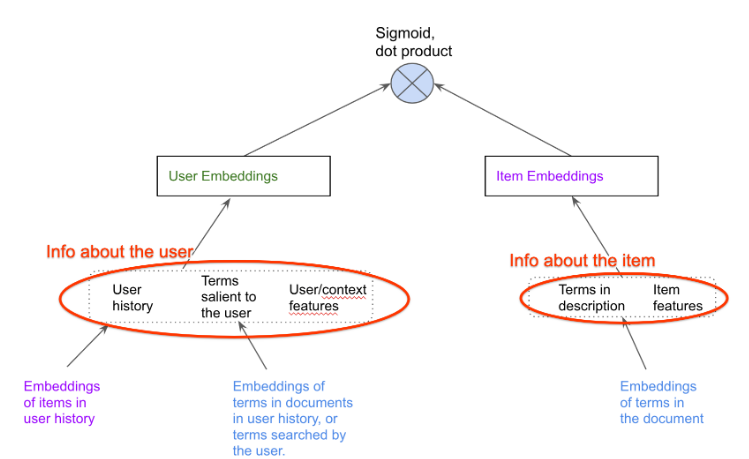 Sigmoid,
dot product
User Embeddings
Item Embeddings
Info about the user
Info about the item
User
history
Terms
salient to
the user
User/context
features
Terms in
description
Item
features
Embeddings
of items in
user history
Embeddings of
terms in documents
in user history, or
terms searched by
the user.
Embeddings
of terms in
the document